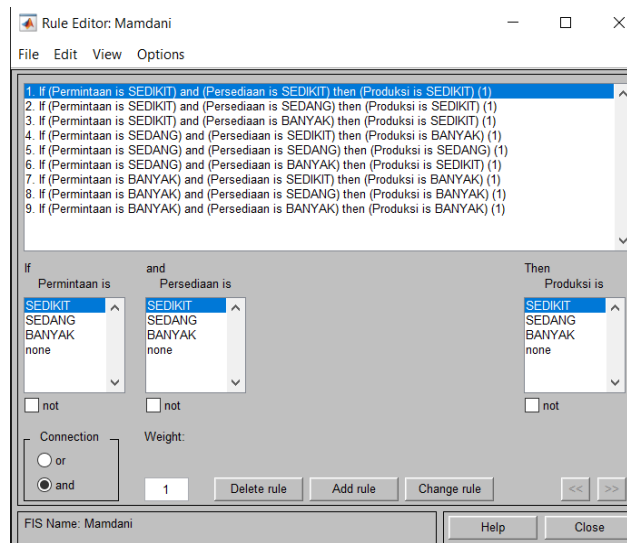 Rule Editor: Mamdani
File Edit View Options
1. If (Permintaan is SEDIKIT) and (Persediaan is SEDIKIT) then (Produksi is SEDIKIT) (1)
2. If (Permintaan is SEDIKIT) and (Persediaan is SEDANG) then (Produksi is SEDIKIT) (1)
3. If (Permintaan is SEDIKIT) and (Persediaan is BANYAK) then (Produksi is SEDIKIT) (1)
4. If (Permintaan is SEDANG) and (Persediaan is SEDIKIT) then (Produksi is BANYAK) (1)
5. If (Permintaan is SEDANG) and (Persediaan is SEDANG) then (Produksi is SEDANG) (1)
6. If (Permintaan is SEDANG) and (Persediaan is BANYAK) then (Produksi is SEDIKIT) (1)
7. If (Permintaan is BANYAK) and (Persediaan is SEDIKIT) then (Produksi is BANYAK) (1)
8. If (Permintaan is BANYAK) and (Persediaan is SEDANG) then (Produksi is BANYAK) (1)
9. If (Permintaan is BANYAK) and (Persediaan is BANYAK) then (Produksi is BANYAK) (1)
If
Permintaan is
SEDIKIT
SEDANG
BANYAK
none
not
and
Persediaan is
SEDIKIT
SEDANG
BANYAK
none
not
Then
Produksi is
SEDIKIT
SEDANG
BANYAK
none
not
Connection
or
and
Weight:
1
Delete rule
Add rule
Change rule
<<
>>
FIS Name: Mamdani
Help
Close